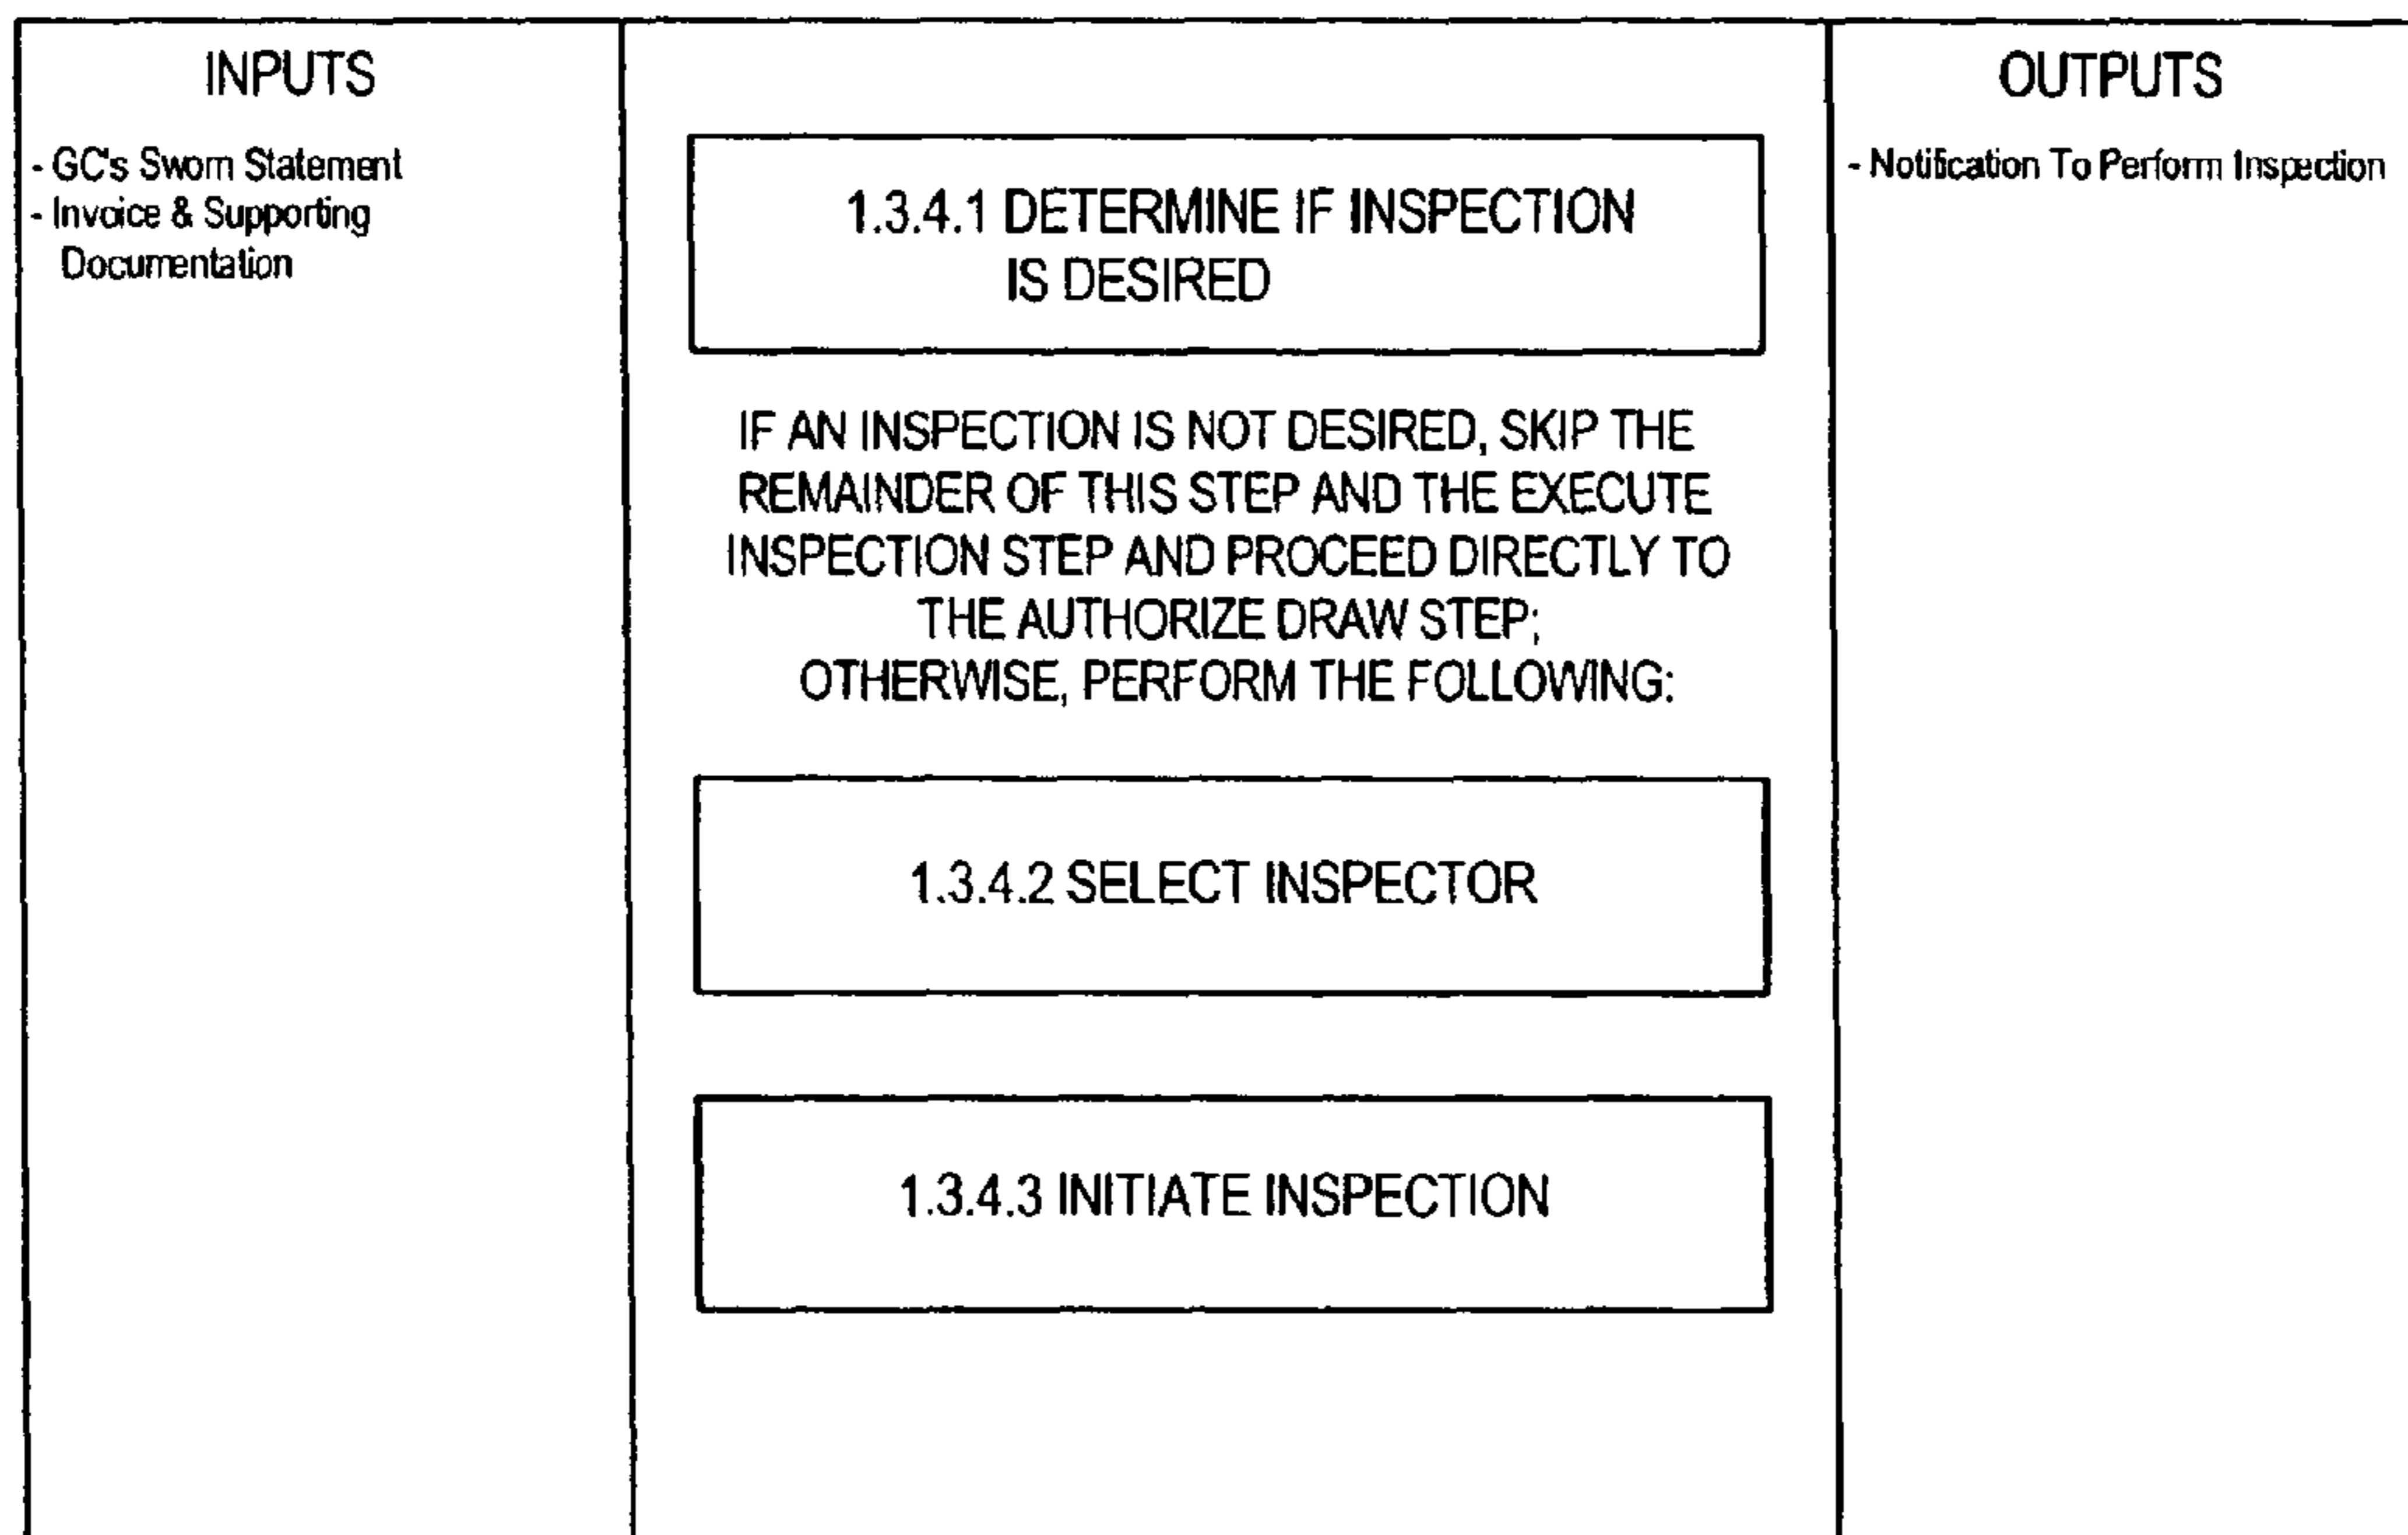 INPUTS
- GC's Sworn Statement
- Invoice & Supporting
Documentation
1.3.4.1 DETERMINE IF INSPECTION
IS DESIRED
IF AN INSPECTION IS NOT DESIRED, SKIP THE
REMAINDER OF THIS STEP AND THE EXECUTE
INSPECTION STEP AND PROCEED DIRECTLY TO
THE AUTHORIZE DRAW STEP;
OTHERWISE, PERFORM THE FOLLOWING:
1.3.4.2 SELECT INSPECTOR
1.3.4.3 INITIATE INSPECTION
OUTPUTS
- Notification To Perform Inspection